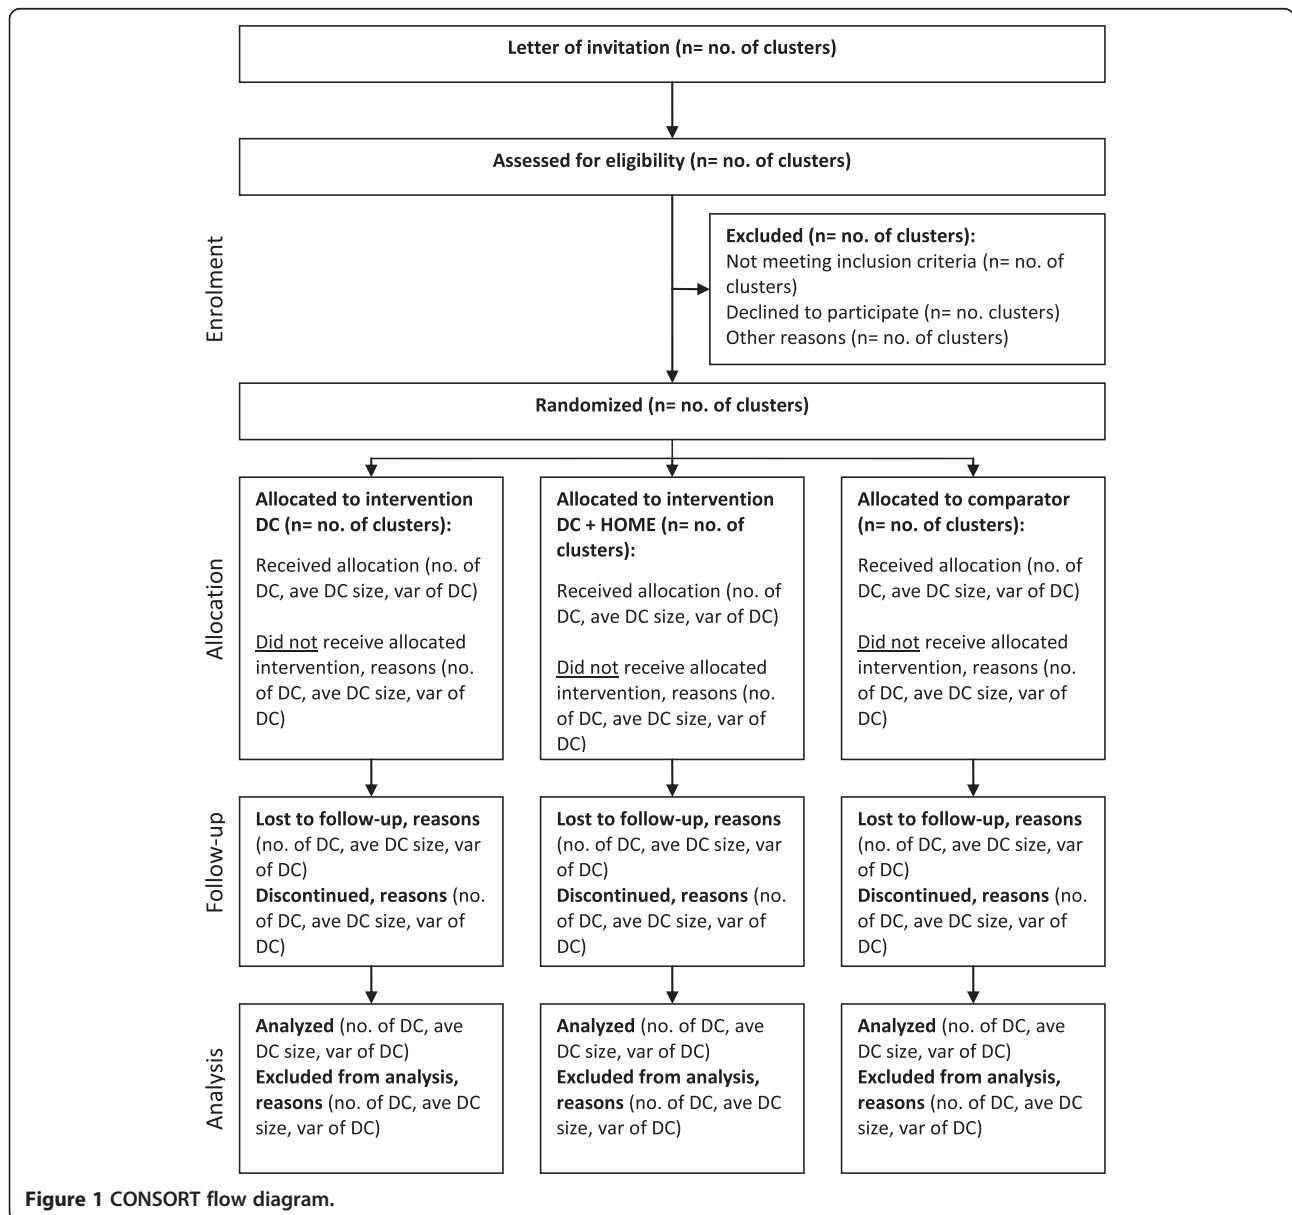 Letter of invitation (n= no. of clusters)
Assessed for eligibility (n= no. of clusters)
Enrolment
Excluded (n= no. of clusters):
Not meeting inclusion criteria (n= no. of
clusters)
Declined to participate (n= no. clusters)
Other reasons (n= no. of clusters)
Randomized (n= no. of clusters)
Allocation
Allocated to intervention
DC (n= no. of clusters):
Received allocation (no. of
DC, ave DC size, var of DC)
Did not receive allocated
intervention, reasons (no.
of DC, ave DC size, var of
DC)
Allocated to intervention
DC + HOME (n= no. of
clusters):
Received allocation (no. of
DC, ave DC size, var of DC)
Did not receive allocated
intervention, reasons (no.
of DC, ave DC size, var of
DC)
Allocated to comparator
(n= no. of clusters):
Received allocation (no. of
DC, ave DC size, var of DC)
Did not receive allocated
intervention, reasons (no.
of DC, ave DC size, var of
DC)
Follow-up
Lost to follow-up, reasons
(no. of DC, ave DC size, var
of DC)
Discontinued, reasons (no.
of DC, ave DC size, var of
DC)
Lost to follow-up, reasons
(no. of DC, ave DC size, var
of DC)
Discontinued, reasons (no.
of DC, ave DC size, var of
DC)
Lost to follow-up, reasons
(no. of DC, ave DC size, var
of DC)
Discontinued, reasons (no.
of DC, ave DC size, var of
DC)
Analysis
Analyzed (no. of DC, ave
DC size, var of DC)
Excluded from analysis,
reasons (no. of DC, ave DC
size, var of DC)
Analyzed (no. of DC, ave
DC size, var of DC)
Excluded from analysis,
reasons (no. of DC, ave DC
size, var of DC)
Analyzed (no. of DC, ave
DC size, var of DC)
Excluded from analysis,
reasons (no. of DC, ave DC
size, var of DC)
Figure 1 CONSORT flow diagram.